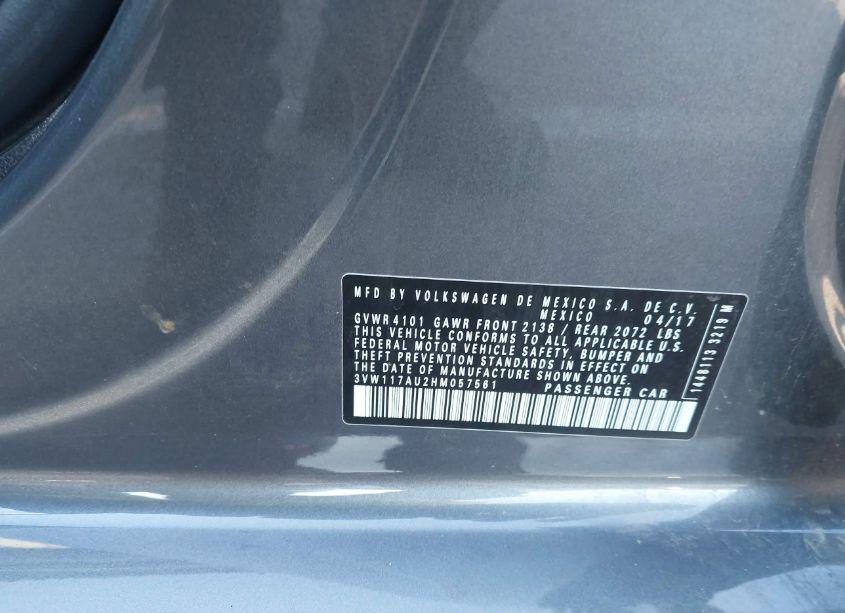 MFD BY VOLKSWAGEN DE MEXICO S.A. DE C.V.
MEXICO 04/17
GVWR 4101 GAWR FRONT 2138 / REAR 2072 LBS
THIS VEHICLE CONFORMS TO ALL APPLICABLE U.S.
FEDERAL MOTOR VEHICLE SAFETY, BUMPER AND
THEFT PREVENTION STANDARDS IN EFFECT ON
THE DATE OF MANUFACTURE SHOWN ABOVE.
3VW117AU2HM057561 PASSENGER CAR
1448113 3219 M